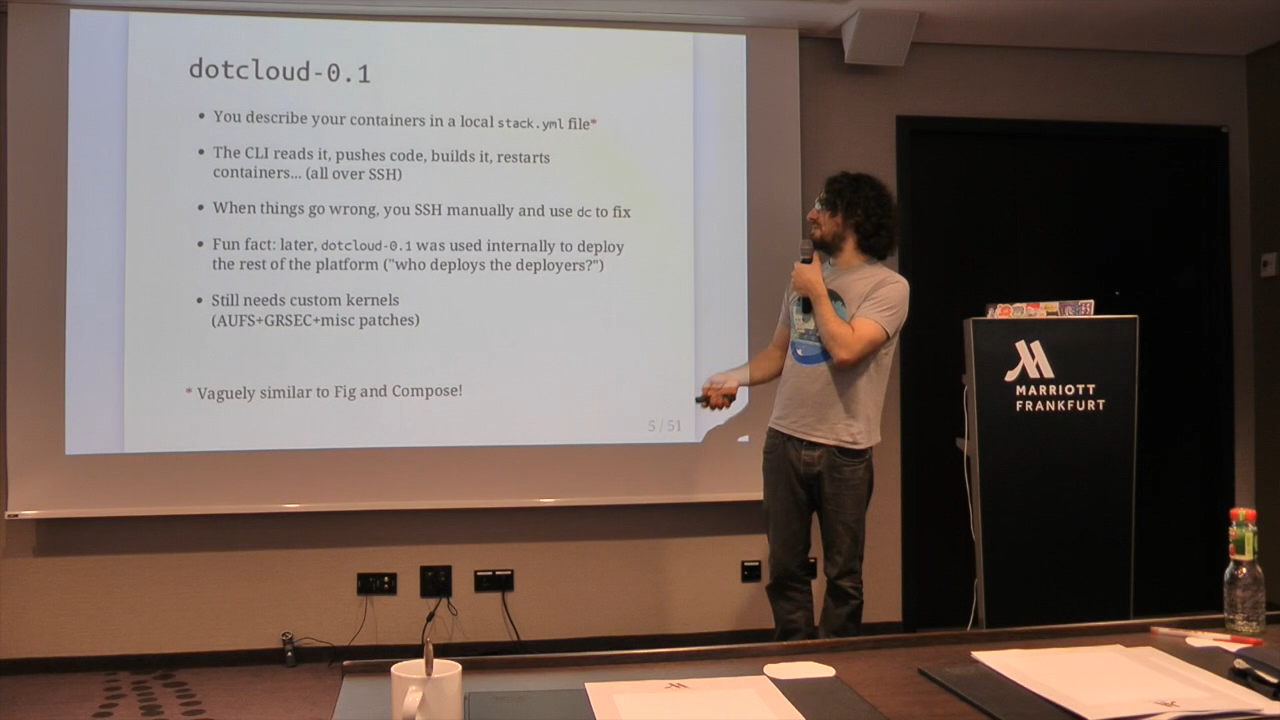 dotcloud-0.1
• You describe your containers in a local stack.yml file*
• The CLI reads it, pushes code, builds it, restarts
containers... (all over SSH)
• When things go wrong, you SSH manually and use dc to fix
• Fun fact: later, dotcloud-0.1 was used internally to deploy
the rest of the platform ("who deploys the deployers?")
• Still needs custom kernels
(AUFS+GRSEC+misc patches)
* Vaguely similar to Fig and Compose!
5 / 51
MARRIOTT
FRANKFURT